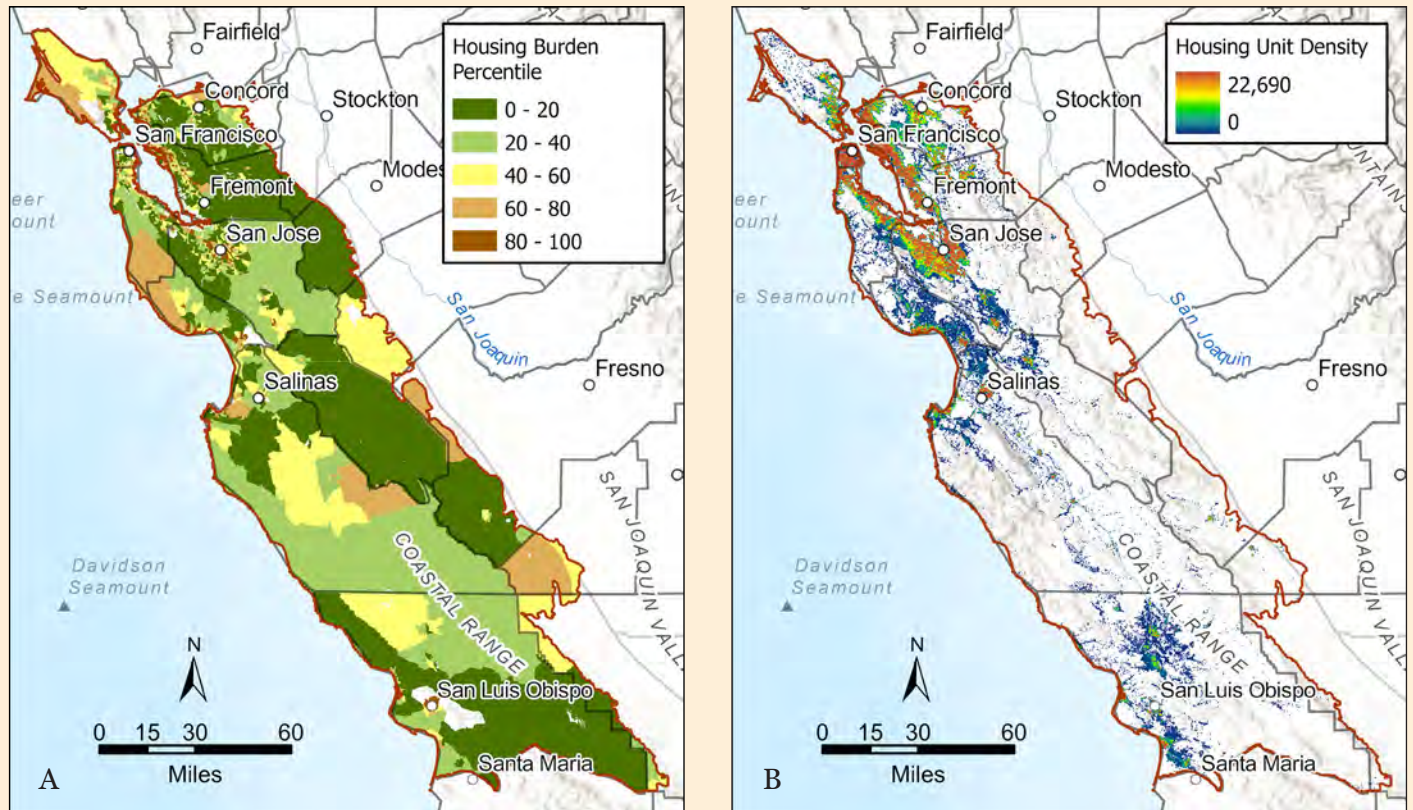 Fairfield
Concord
Stockton
San Francisco
Modes
Fremont
eer
ount
San Jose
e Seamount
San
Joaquin
Salinas
Fresno
SAN JOAQUIN VALL
Davidson
Seamount
COASTAL RANGE
San Luis Obispo
Santa Maria
N
0 15 30 60
Miles
A
Housing Burden
Percentile
0 - 20
20 - 40
40 - 60
60 - 80
80 - 100
Fairfield
Concord
Stockton
San Francisco
Modesto
OUNTAINS
Fremont
eer
ount
San Jose
e Seamount
San
Joaquin
Salinas
Fresno
SAN JOAQUIN VALL
Davidson
Seamount
COASTAL RANGE
San Luis Obispo
Santa Maria
N
0 15 30 60
Miles
B
Housing Unit Density
22,690
0